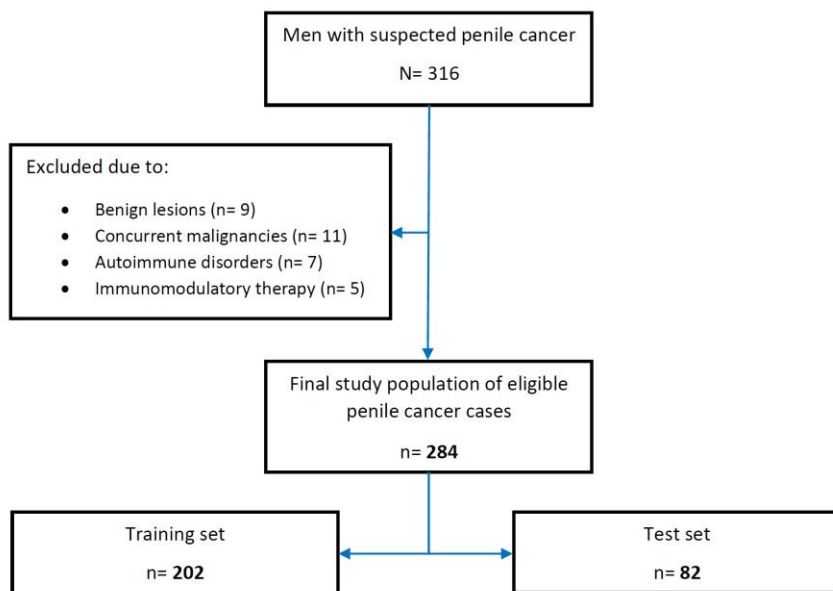 Men with suspected penile cancer
N= 316
Excluded due to:
• Benign lesions (n= 9)
• Concurrent malignancies (n= 11)
• Autoimmune disorders (n= 7)
• Immunomodulatory therapy (n= 5)
Final study population of eligible
penile cancer cases
n= 284
Training set
n= 202
Test set
n= 82